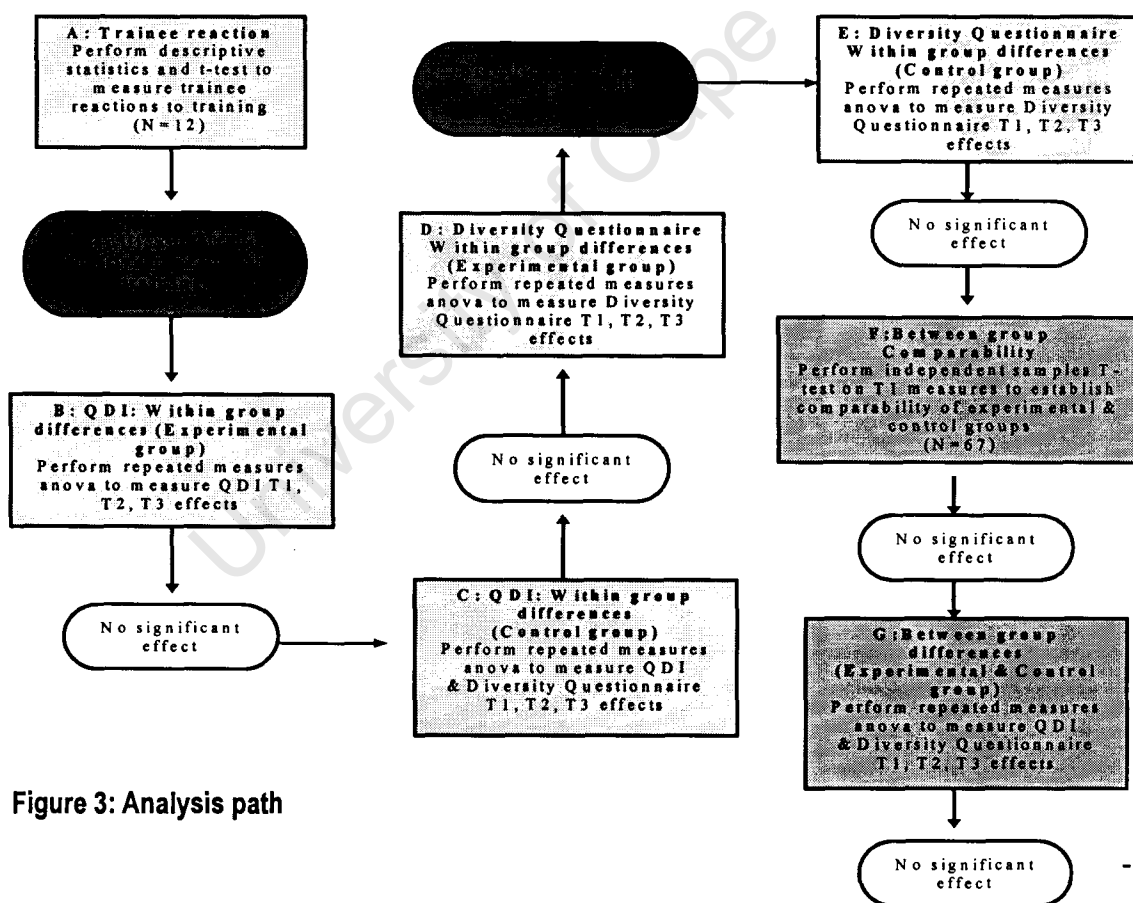 A: Trainee reaction
Perform descriptive
statistics and t-test to
measure trainee
reactions to training
(N=12)
B: QDI: Within group
differences (Experimental
group)
Perform repeated measures
anova to measure QDI T1,
T2, T3 effects
No significant
effect
C: QDI: Within group
differences
(Control group)
Perform repeated measures
anova to measure QDI
& Diversity Questionnaire
T1, T2, T3 effects
No significant
effect
D: Diversity Questionnaire
Within group differences
(Experimental group)
Perform repeated measures
anova to measure Diversity
Questionnaire T1, T2, T3
effects
E: Diversity Questionnaire
Within group differences
(Control group)
Perform repeated measures
anova to measure Diversity
Questionnaire T1, T2, T3
effects
No significant
effect
F:Between group
Comparability
Perform independent samples T-
test on T1 measures to establish
comparability of experimental &
control groups
(N=67)
No significant
effect
G:Between group
differences
(Experimental & Control
group)
Perform repeated measures
anova to measure QDI
& Diversity Questionnaire
T1, T2, T3 effects
No significant
effect
Figure 3: Analysis path
University of Cape